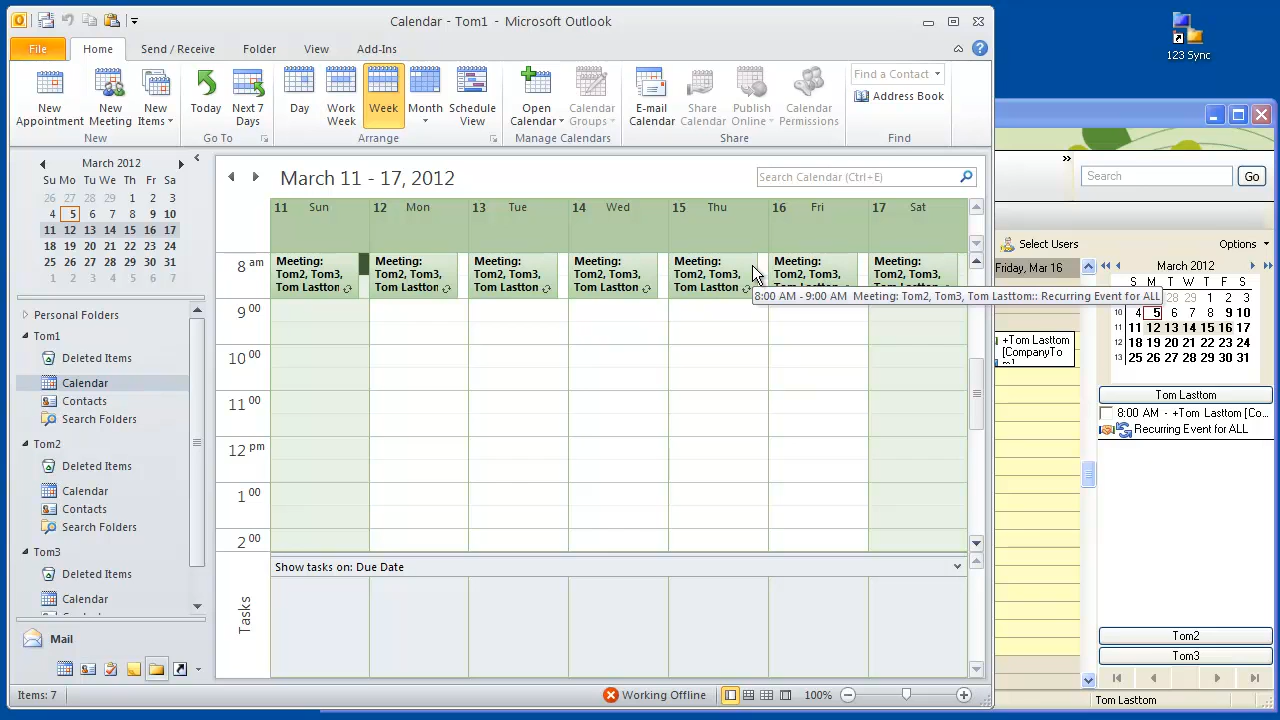 Calendar - Tom1 - Microsoft Outlook
File Home Send / Receive Folder View Add-Ins
New Appointment
New Meeting
New Items
New
Today
Next 7 Days
Go To
Day
Work Week
Week
Month
Schedule View
Arrange
Open Calendar
Calendar Groups
Manage Calendars
E-mail Calendar
Share Calendar
Publish Online
Calendar Permissions
Share
Find a Contact
Address Book
Find
March 2012
Su Mo Tu We Th Fr Sa
26 27 28 29 1 2 3
4 5 6 7 8 9 10
11 12 13 14 15 16 17
18 19 20 21 22 23 24
25 26 27 28 29 30 31
1 2 3 4 5 6 7
Personal Folders
Tom1
Deleted Items
Calendar
Contacts
Search Folders
Tom2
Deleted Items
Calendar
Contacts
Search Folders
Tom3
Deleted Items
Calendar
Mail
Items: 7
March 11 - 17, 2012
Search Calendar (Ctrl+E)
11 Sun 12 Mon 13 Tue 14 Wed 15 Thu 16 Fri 17 Sat
8 am
Meeting: Tom2, Tom3, Tom Lastton
Meeting: Tom2, Tom3, Tom Lastton
Meeting: Tom2, Tom3, Tom Lastton
Meeting: Tom2, Tom3, Tom Lastton
Meeting: Tom2, Tom3, Tom Lastton
Meeting: Tom2, Tom3,
Meeting: Tom2, Tom3,
8:00 AM - 9:00 AM Meeting: Tom2, Tom3, Tom Lasttom:: Recurring Event for ALL
9 00
10 00
11 00
12 pm
1 00
2 00
Show tasks on: Due Date
Tasks
Working Offline
100%
123 Sync
Search
Go
Select Users
Options
Friday, Mar 16
+Tom Lasttom
[CompanyTo
March 2012
S M T W T F S
28 29 1 2 3
10 4 5 6 7 8 9 10
11 11 12 13 14 15 16 17
12 18 19 20 21 22 23 24
13 25 26 27 28 29 30 31
Tom Lasttom
8:00 AM - +Tom Lasttom [Co...
Recurring Event for ALL
Tom2
Tom3
Tom Lasttom